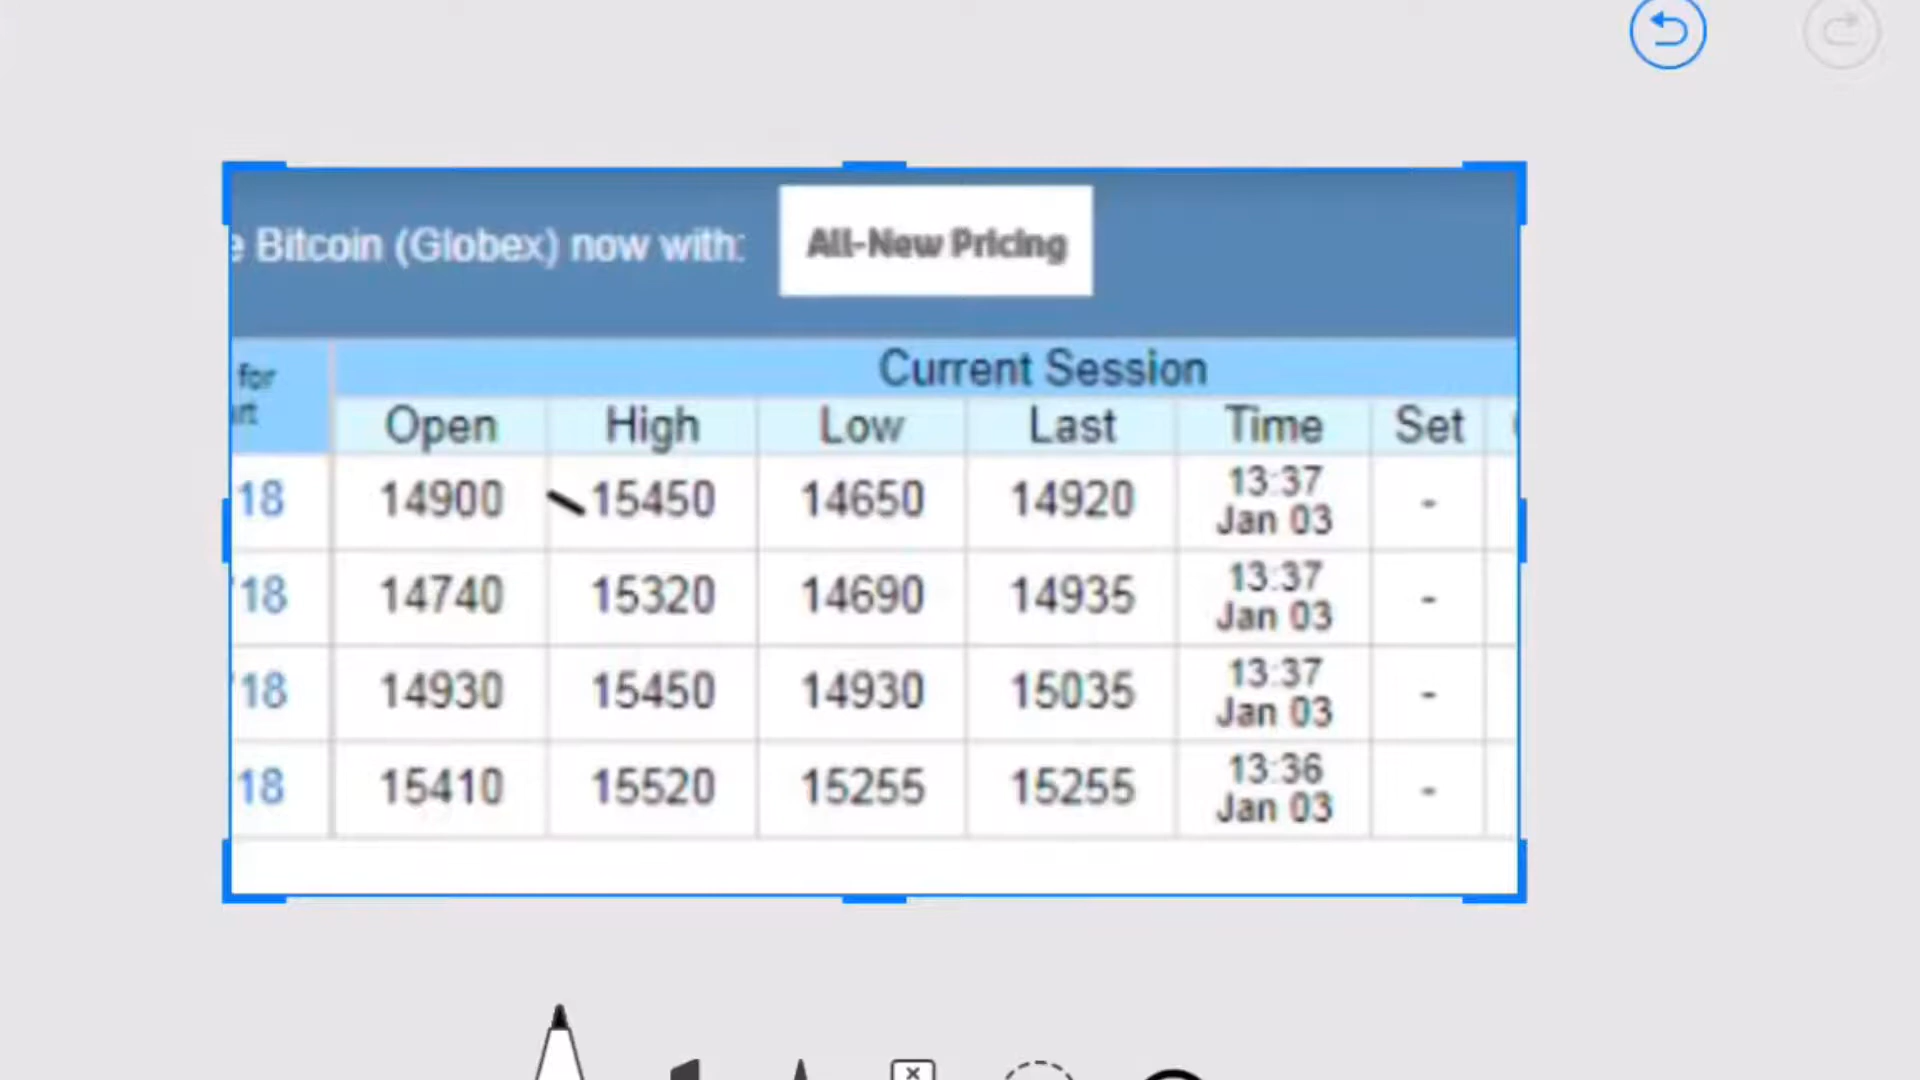 e Bitcoin (Globex) now with: All-New Pricing
for Current Session
rt Open High Low Last Time Set
18 14900 15450 14650 14920 13:37 Jan 03 -
'18 14740 15320 14690 14935 13:37 Jan 03 -
'18 14930 15450 14930 15035 13:37 Jan 03 -
18 15410 15520 15255 15255 13:36 Jan 03 -